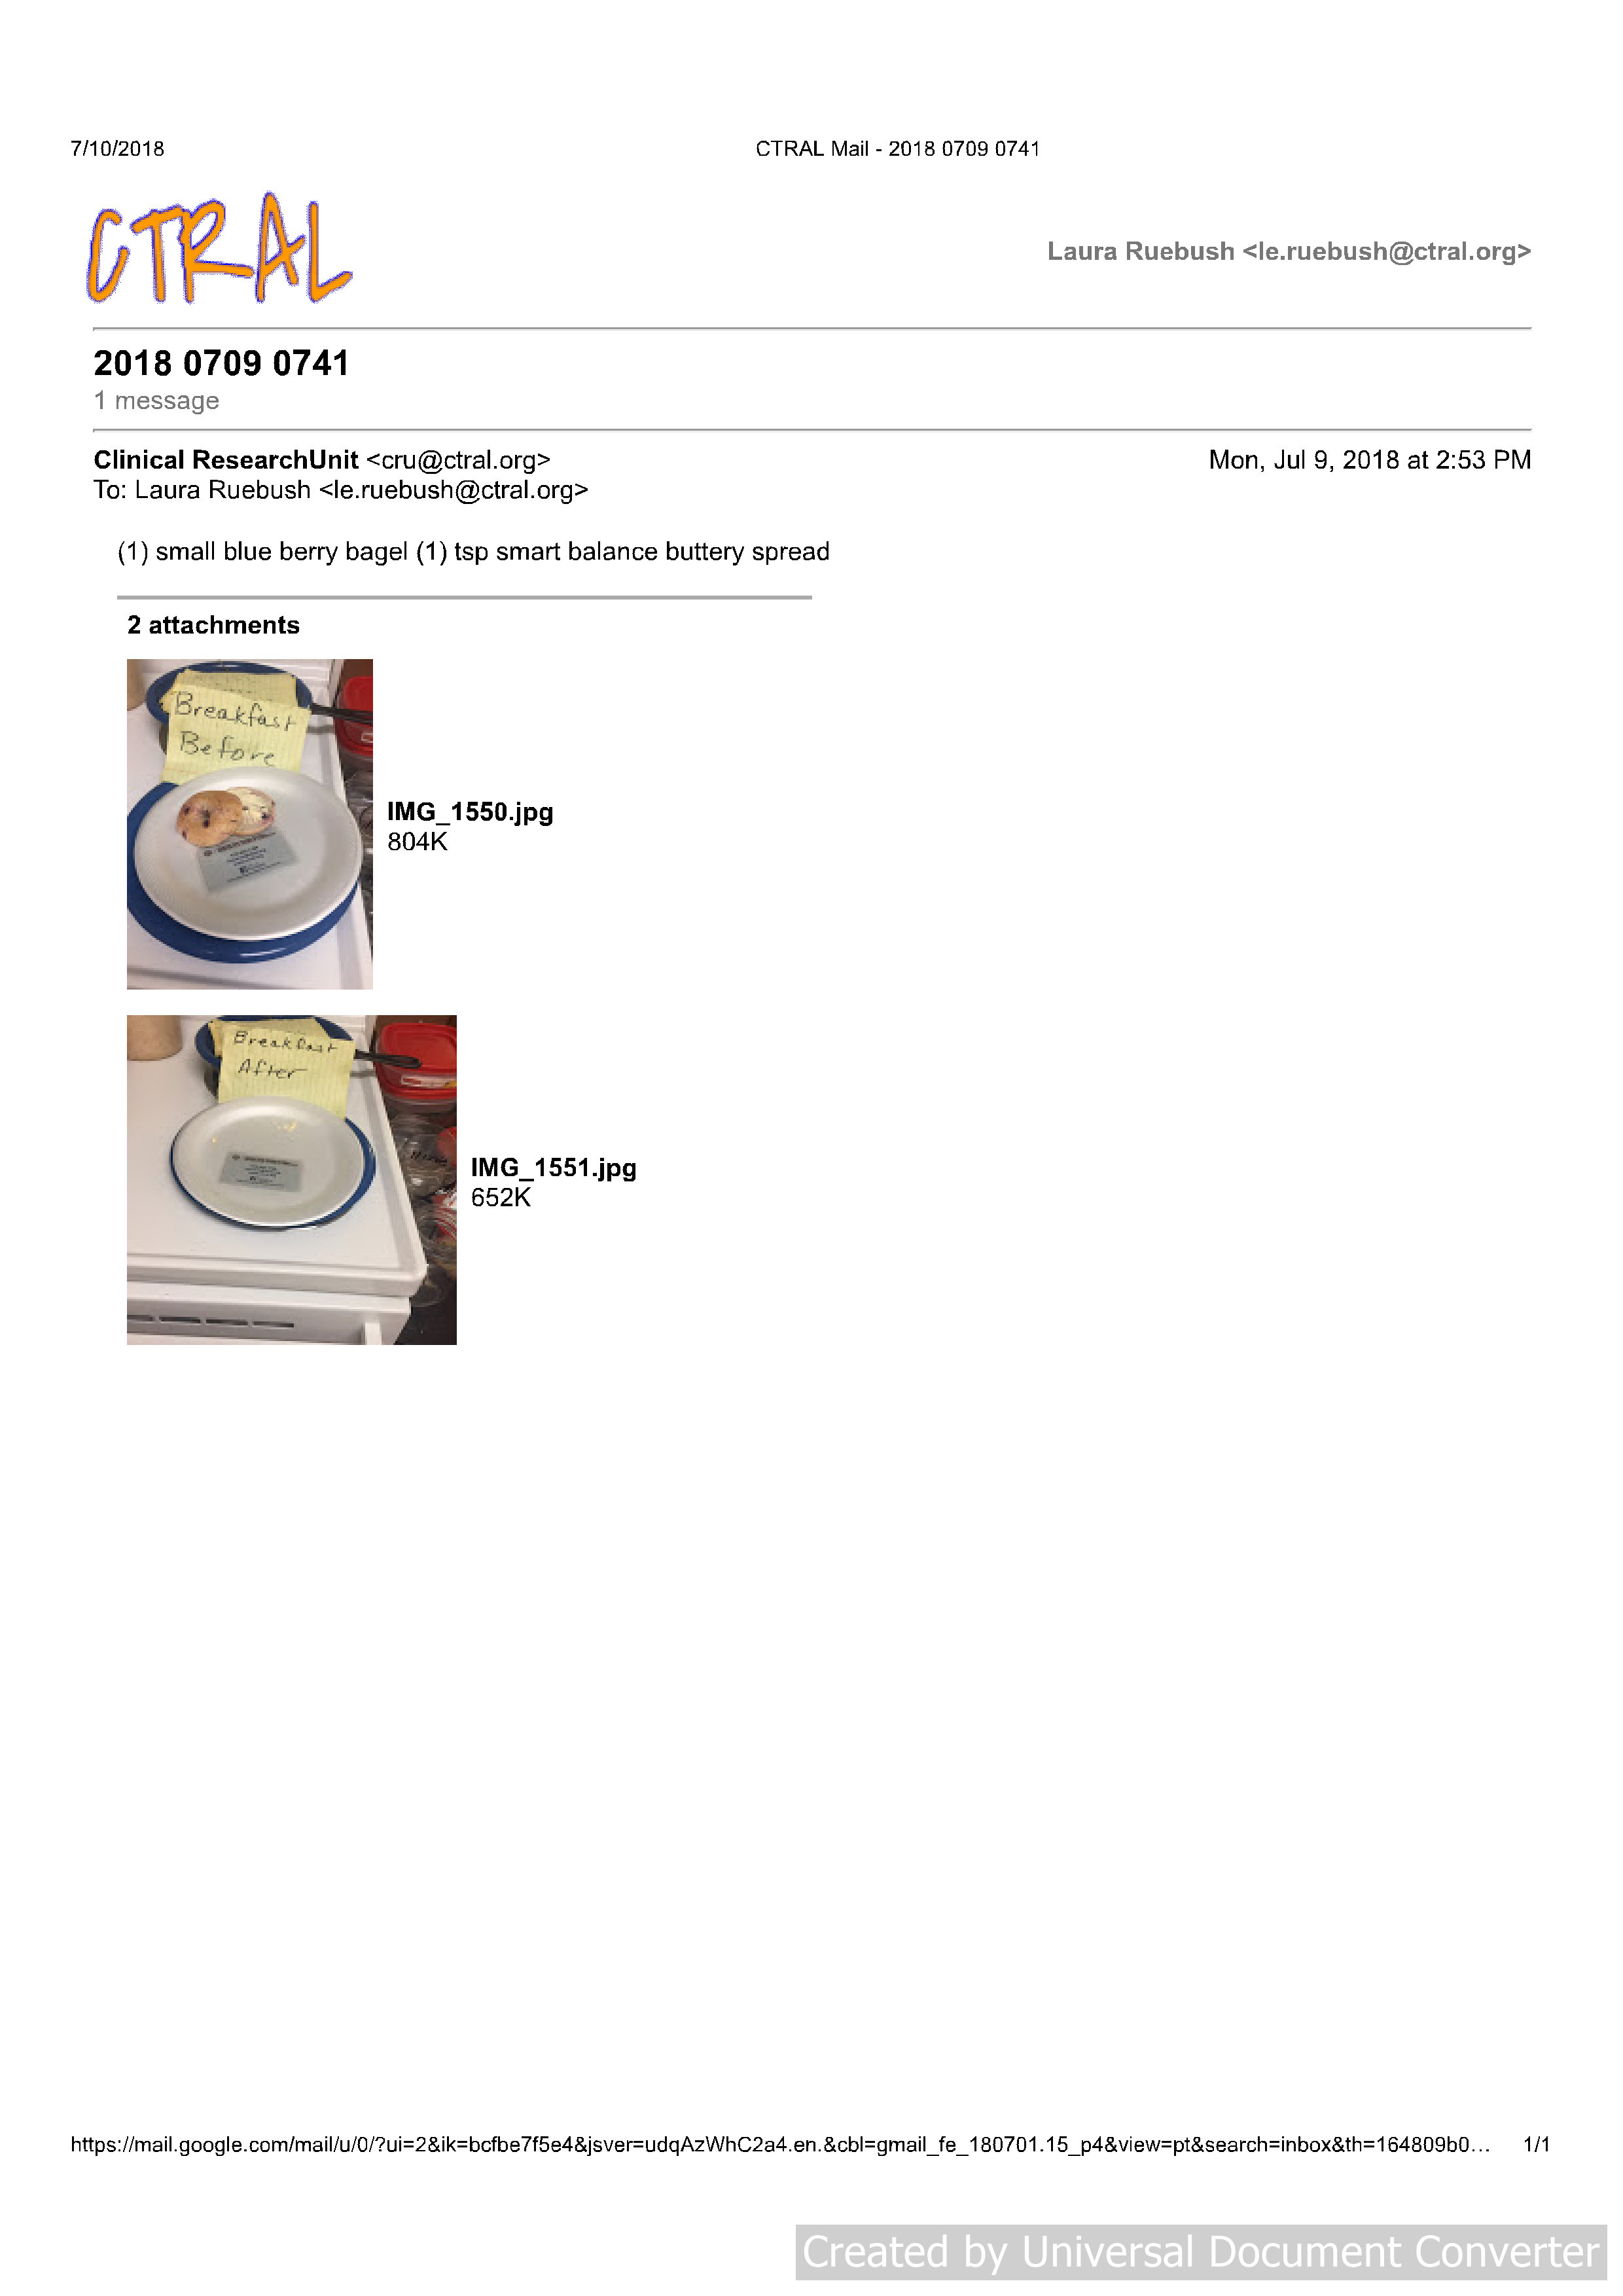 7/10/2018 CTRAL Mail - 2018 0709 0741
CTRAL
Laura Ruebush <le.ruebush@ctral.org>
2018 0709 0741
1 message
Clinical ResearchUnit <cru@ctral.org> Mon, Jul 9, 2018 at 2:53 PM
To: Laura Ruebush <le.ruebush@ctral.org>
(1) small blue berry bagel (1) tsp smart balance buttery spread
2 attachments
Breakfast
Before
IMG_1550.jpg
804K
Breakfast
After
IMG_1551.jpg
652K
https://mail.google.com/mail/u/0/?ui=2&ik=bcfbe7f5e4&jsver=udqAzWhC2a4.en.&cbl=gmail_fe_180701.15_p4&view=pt&search=inbox&th=164809b0... 1/1
Created by Universal Document Converter